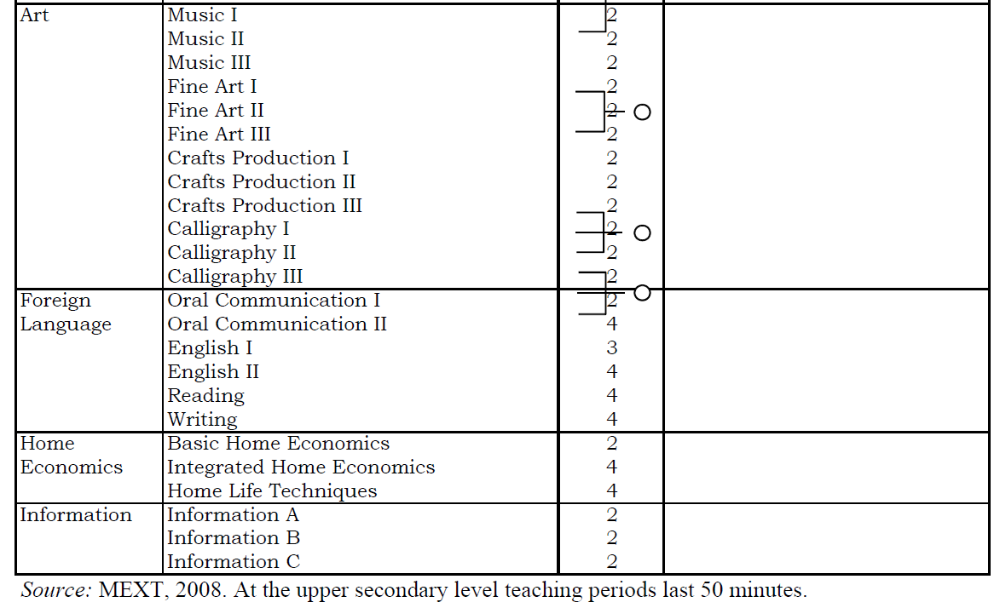 Art Music I 2
Music II 2
Music III 2
Fine Art I 2
Fine Art II 2
Fine Art III 2
Crafts Production I 2
Crafts Production II 2
Crafts Production III 2
Calligraphy I 2
Calligraphy II 2
Calligraphy III 2
Foreign Oral Communication I 2
Language Oral Communication II 4
English I 3
English II 4
Reading 4
Writing 4
Home Basic Home Economics 2
Economics Integrated Home Economics 4
Home Life Techniques 4
Information Information A 2
Information B 2
Information C 2
Source: MEXT, 2008. At the upper secondary level teaching periods last 50 minutes.